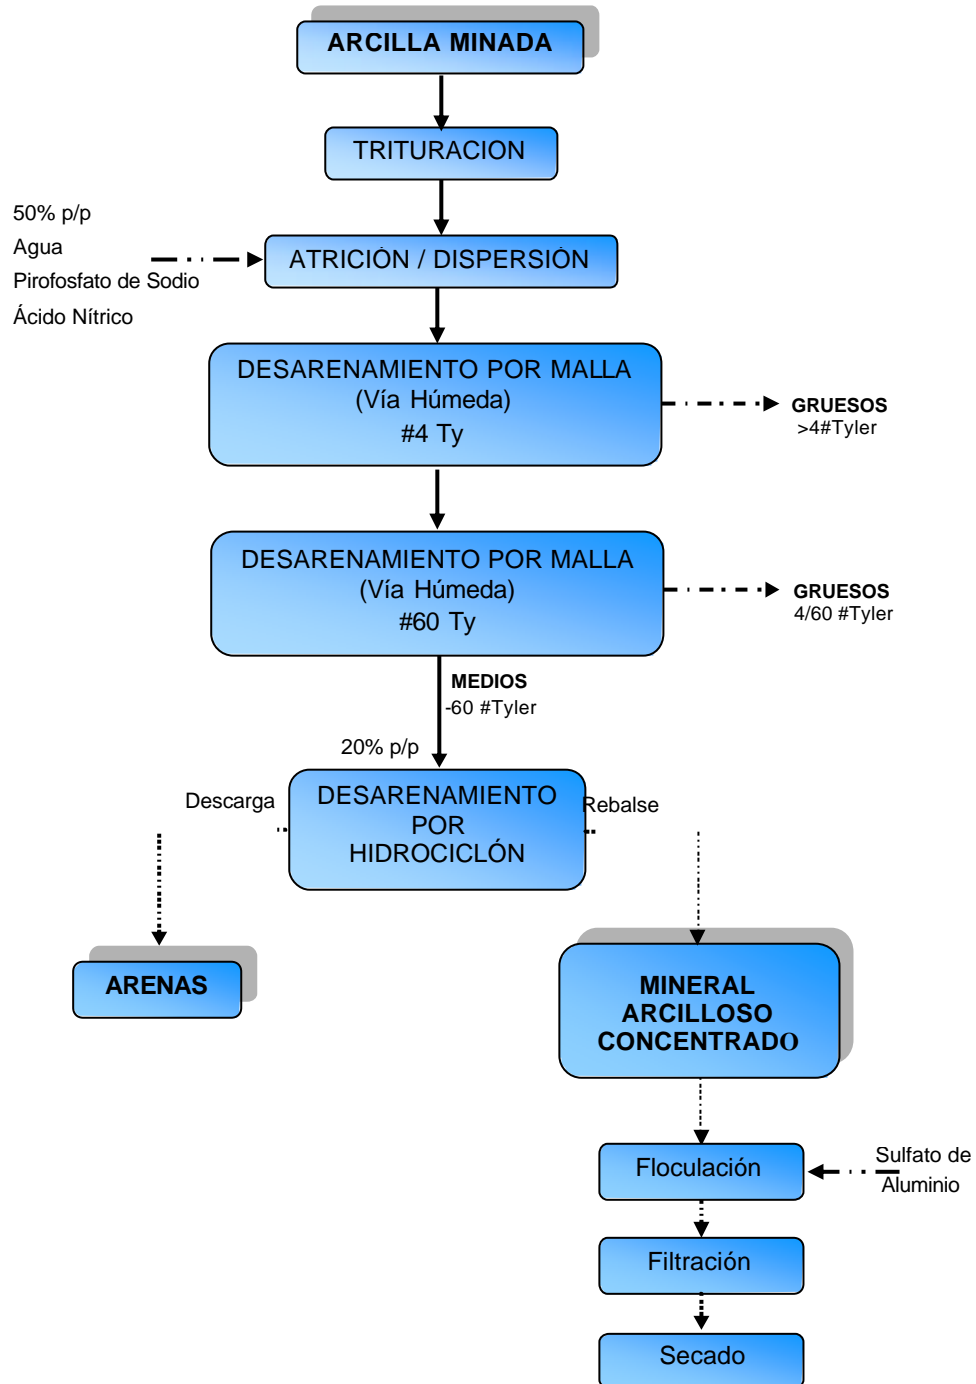 ARCILLA MINADA
TRITURACION
50% p/p
Agua
Pirofosfato de Sodio
Ácido Nítrico
ATRICIÓN / DISPERSIÓN
DESARENAMIENTO POR MALLA
(Vía Húmeda)
#4 Ty
GRUESOS
>4#Tyler
DESARENAMIENTO POR MALLA
(Vía Húmeda)
#60 Ty
GRUESOS
4/60 #Tyler
MEDIOS
-60 #Tyler
20% p/p
Descarga
DESARENAMIENTO
POR
HIDROCICLÓN
Rebalse
ARENAS
MINERAL
ARCILLOSO
CONCENTRADO
Floculación
Sulfato de
Aluminio
Filtración
Secado